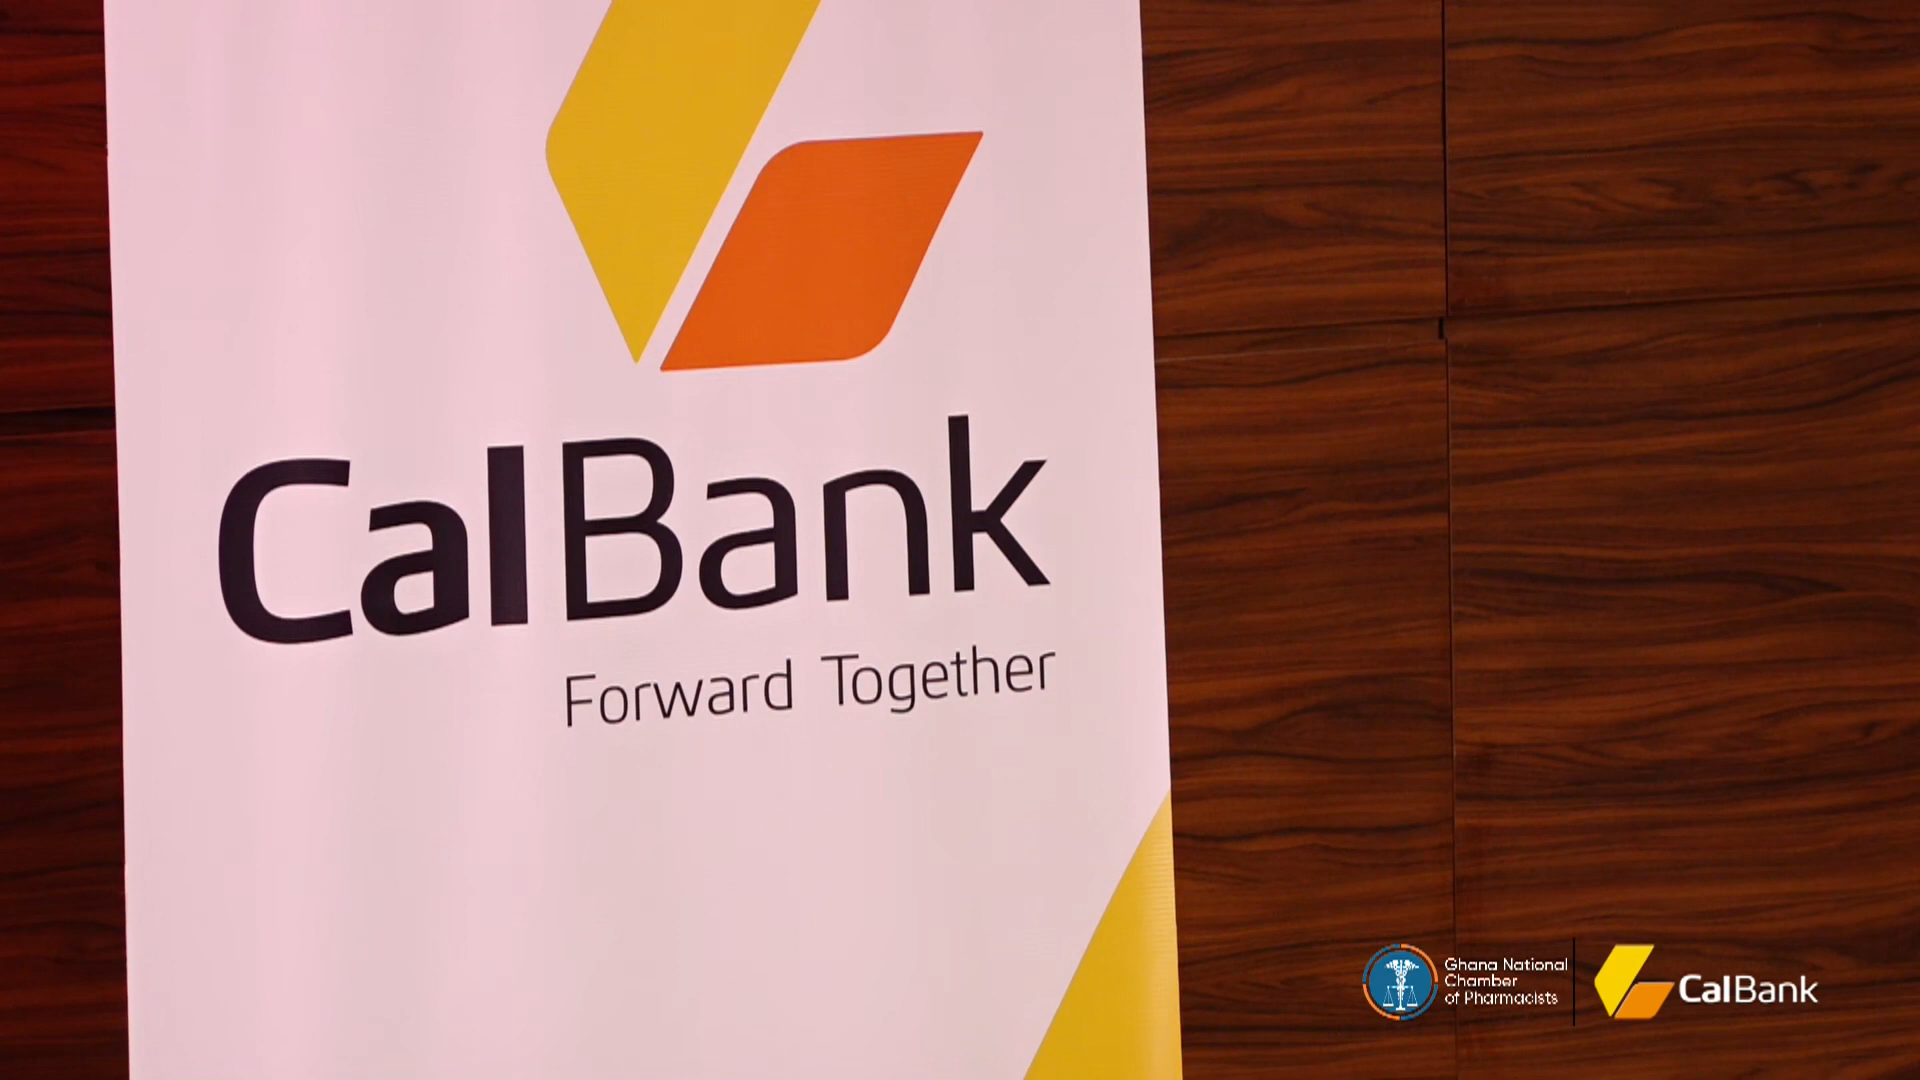 CalBank
Forward Together
Ghana National
Chamber
of Pharmacists
CalBank